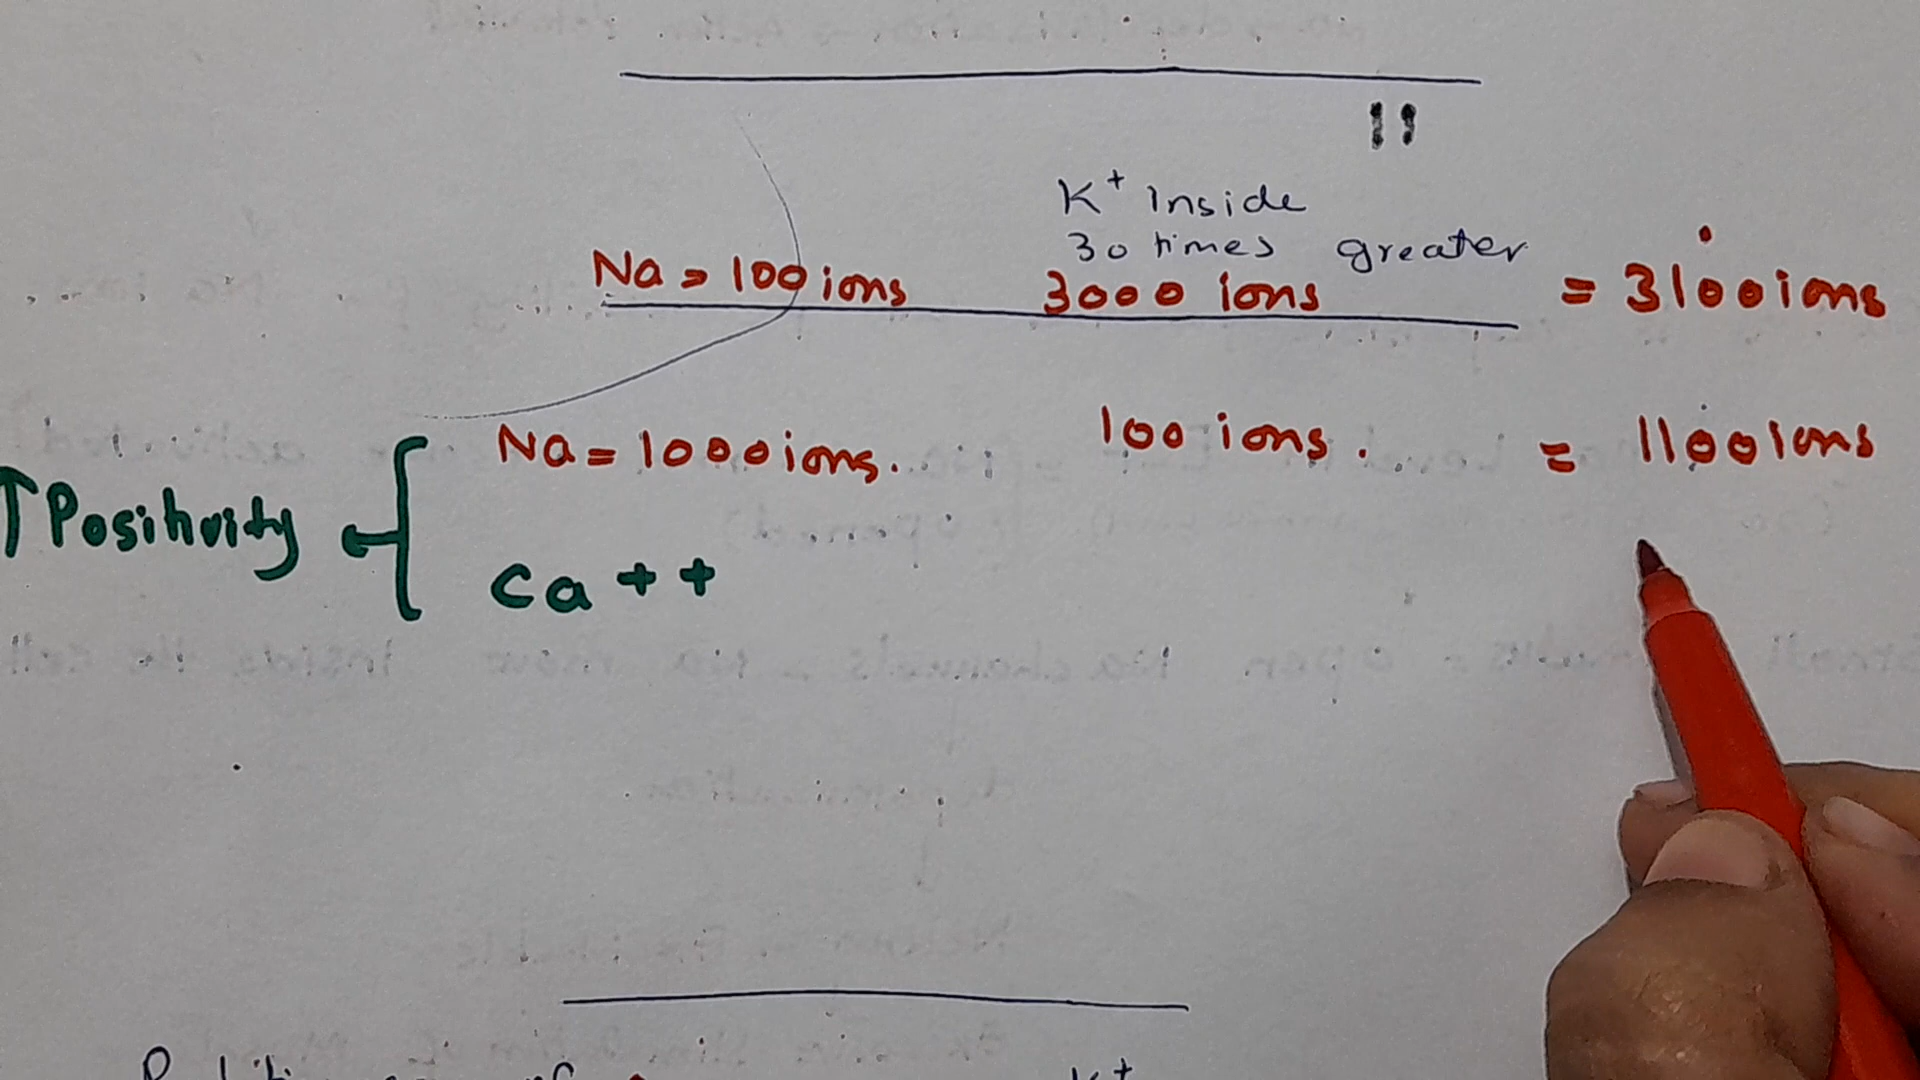 K+ Inside
30 times greater
Na = 100 ions 3000 ions = 3100 ions
Na = 1000 ions. 100 ions. = 1100 ions
↑ Positivity
Ca++
K+